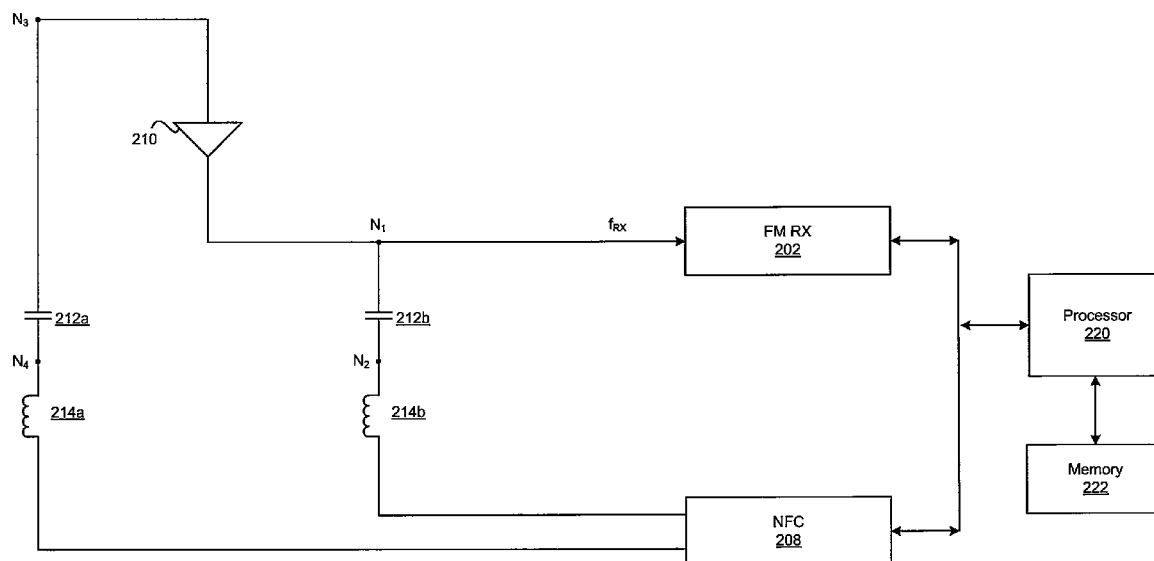 N3
210
N1
fRX
FM RX
202
212a
212b
Processor
220
N4
N2
214a
214b
Memory
222
NFC
208